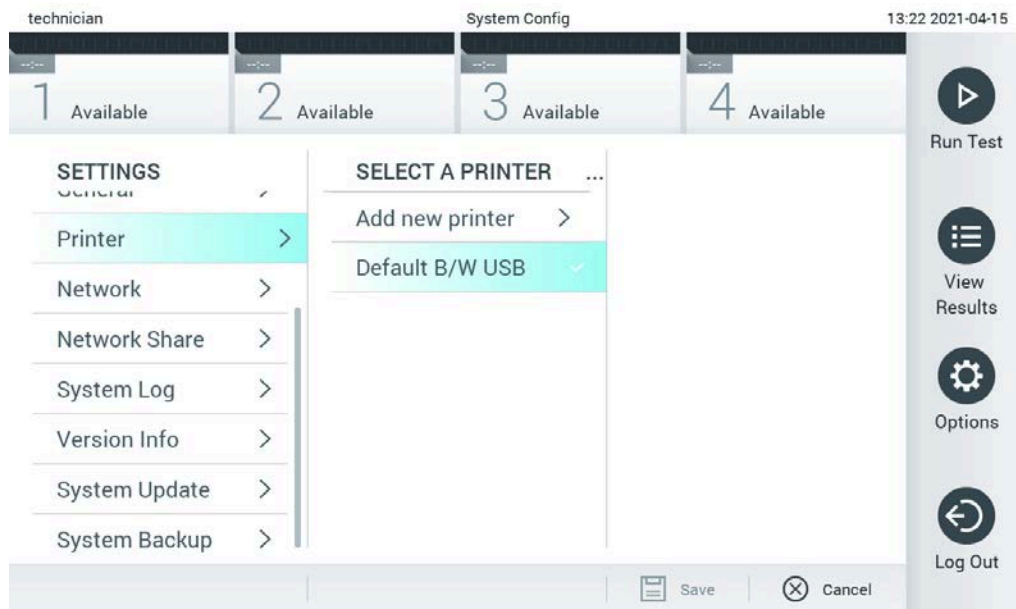 technician
System Config
13:22 2021-04-15
--:--
--:--
--:--
--:--
1 Available
2 Available
3 Available
4 Available
Run Test
SETTINGS
SELECT A PRINTER ...
General
Add new printer
Printer
Default B/W USB
Network
View
Results
Network Share
System Log
Options
Version Info
System Update
System Backup
Log Out
Save
Cancel